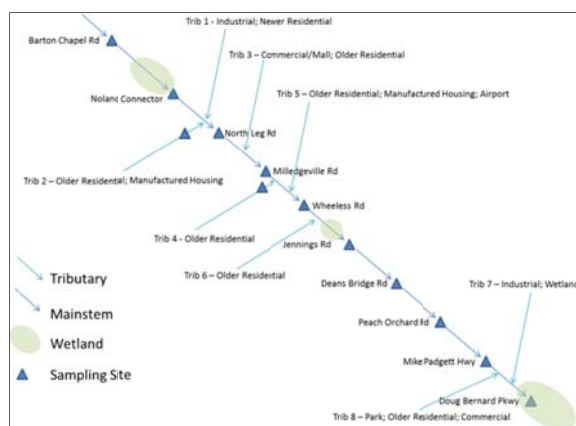 Trib 1 - Industrial; Newer Residential
Barton Chapel Rd
Trib 3 – Commercial/Mall; Older Residential
Trib 5 – Older Residential; Manufactured Housing; Airport
Noland Connector
North Leg Rd
Milledgeville Rd
Trib 2 – Older Residential; Manufactured Housing
Wheeless Rd
Trib 4 - Older Residential
Jennings Rd
Trib 6 – Older Residential
Deans Bridge Rd
Trib 7 – Industrial; Wetland
Tributary
Mainstem
Peach Orchard Rd
Wetland
Mike Padgett Hwy
Sampling Site
Doug Bernard Pkwy
Trib 8 – Park; Older Residential; Commercial